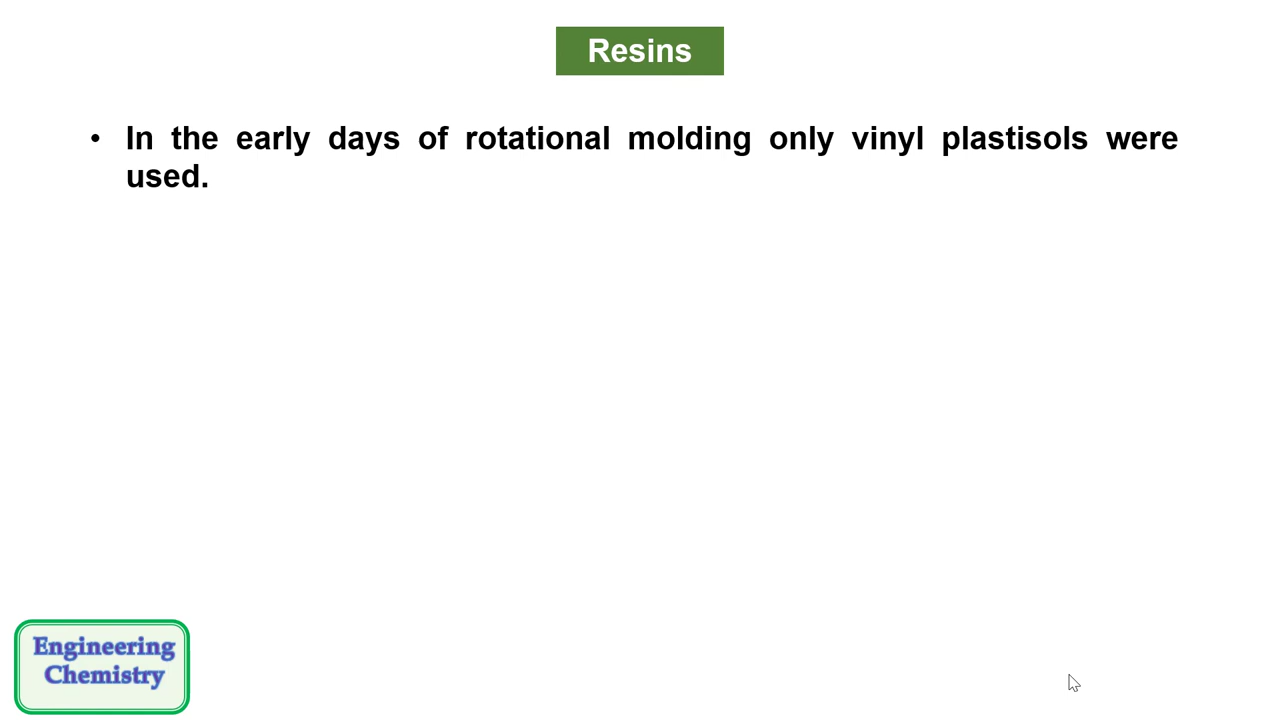 Resins
• In the early days of rotational molding only vinyl plastisols were
used.
Engineering
Chemistry